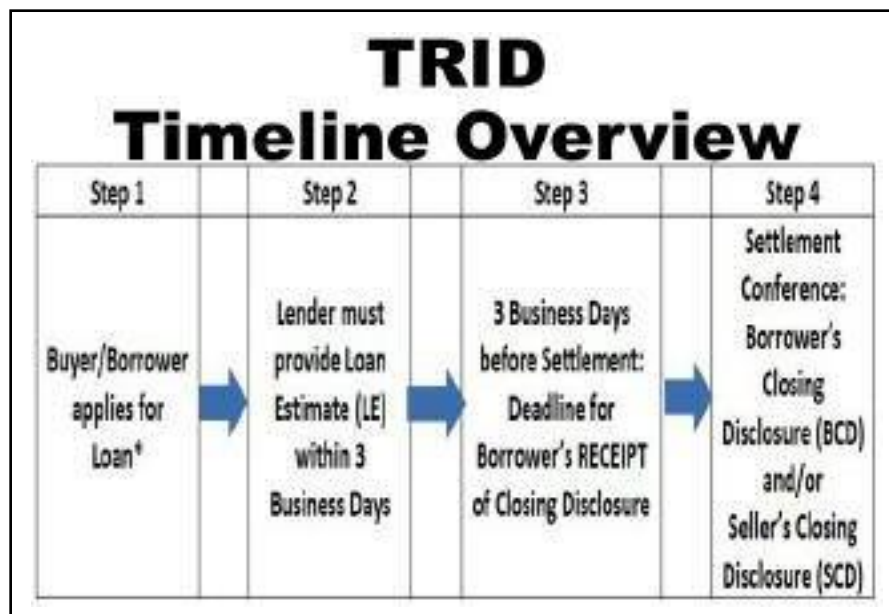 TRID
Timeline Overview
Step 1
Step 2
Step 3
Step 4
Buyer/Borrower
applies for
Loan*
Lender must
provide Loan
Estimate (LE)
within 3
Business Days
3 Business Days
before Settlement:
Deadline for
Borrower's RECEIPT
of Closing Disclosure
Settlement
Conference:
Borrower's
Closing
Disclosure (BCD)
and/or
Seller's Closing
Disclosure (SCD)